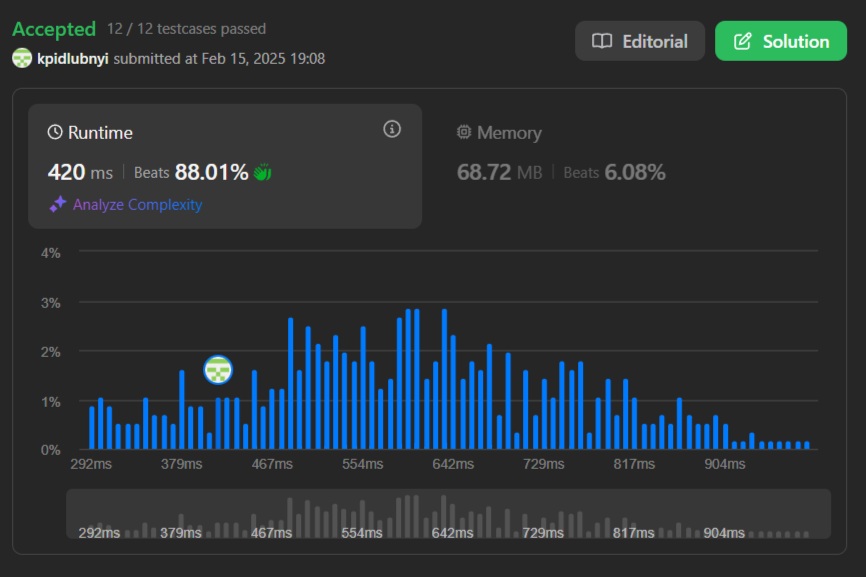 Accepted 12 / 12 testcases passed
kpidlubnyi submitted at Feb 15, 2025 19:08
Editorial
Solution
Runtime
420 ms Beats 88.01%
Analyze Complexity
Memory
68.72 MB Beats 6.08%
4%
3%
2%
1%
0%
292ms 379ms 467ms 554ms 642ms 729ms 817ms 904ms
292ms 379ms 467ms 554ms 642ms 729ms 817ms 904ms